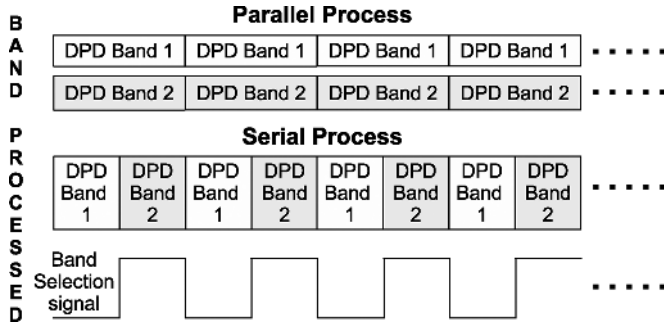 BAND PROCESSED
Parallel Process
DPD Band 1 DPD Band 1 DPD Band 1 DPD Band 1
DPD Band 2 DPD Band 2 DPD Band 2 DPD Band 2
Serial Process
DPD DPD DPD DPD DPD DPD DPD DPD
Band Band Band Band Band Band Band Band
1 2 1 2 1 2 1 2
Band
Selection
signal